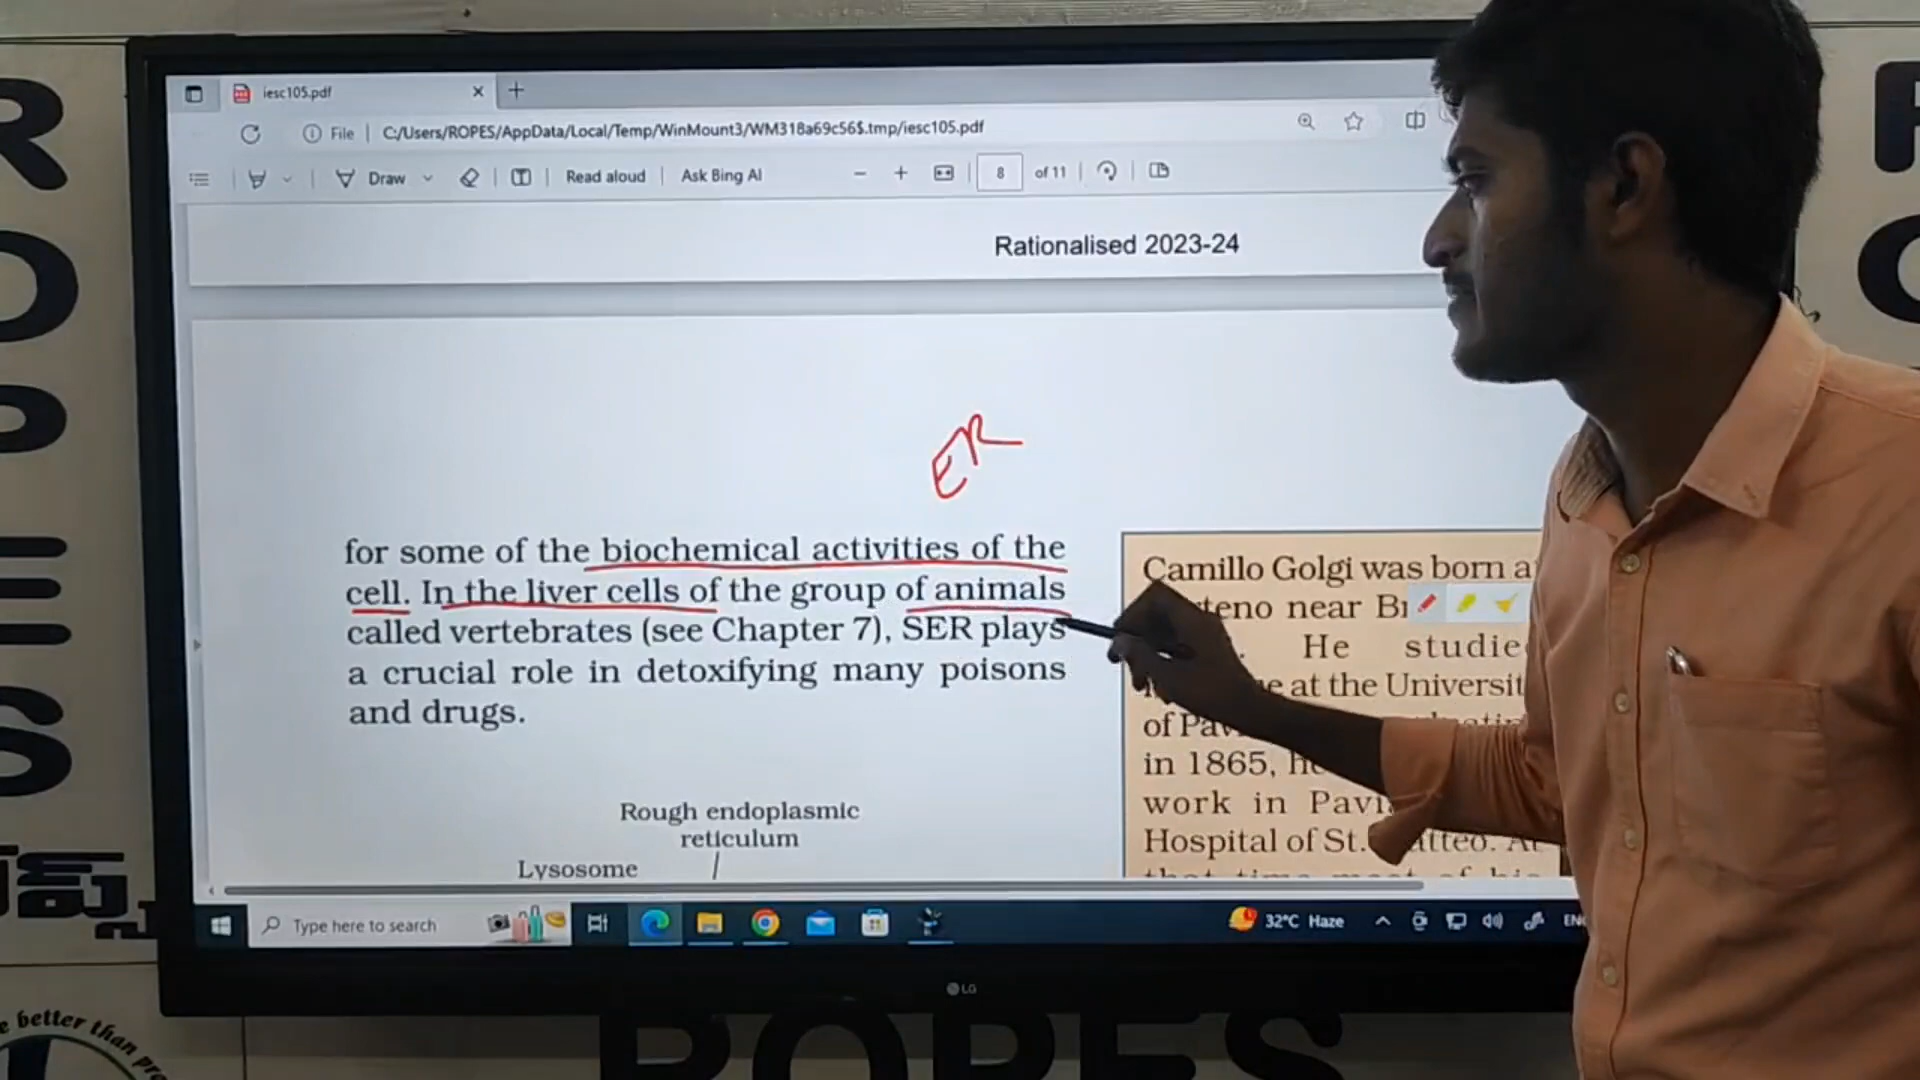 iesc105.pdf
File
C:/Users/ROPES/AppData/Local/Temp/WinMount3/WM318a69c56$.tmp/iesc105.pdf
Draw
Read aloud
Ask Bing AI
8
of 11
Rationalised 2023-24
ER
for some of the biochemical activities of the
cell. In the liver cells of the group of animals
called vertebrates (see Chapter 7), SER plays
a crucial role in detoxifying many poisons
and drugs.
Rough endoplasmic
reticulum
Lysosome
Camillo Golgi was born at
near
He studie
at the Universit
of
in 1865,
work in
Hospital of St.
Type here to search
32°C Haze
LG
ROPES
ROPES
better than